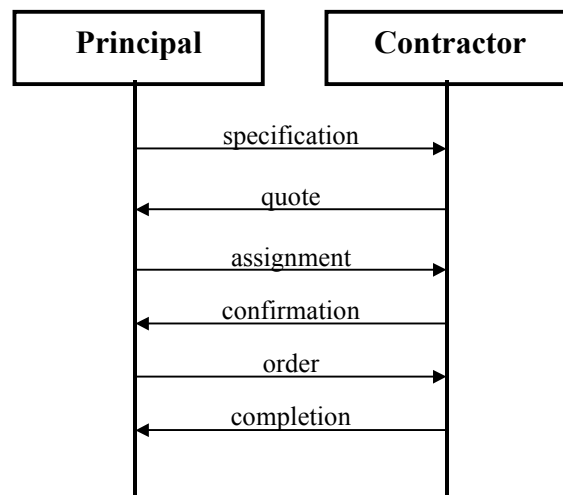 Principal
Contractor
specification
quote
assignment
confirmation
order
completion